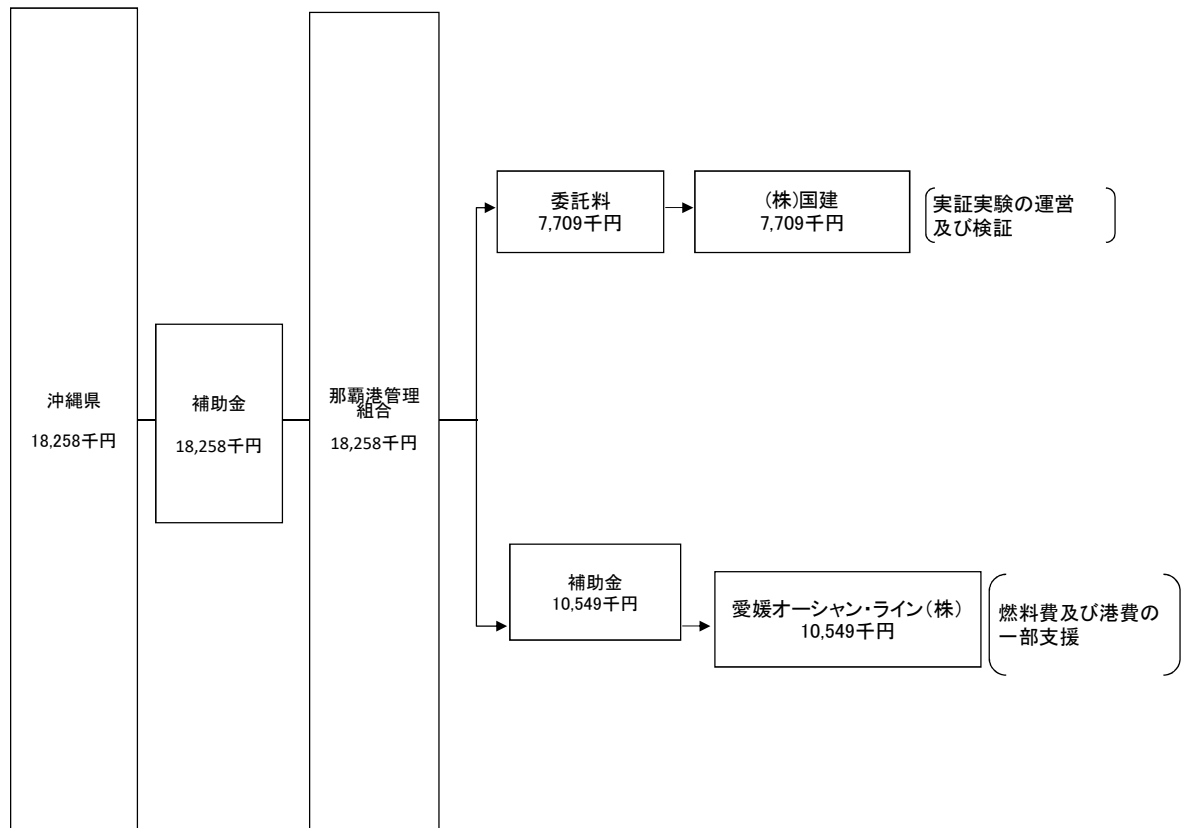 沖縄県
18,258千円
補助金
18,258千円
那覇港管理
組合
18,258千円
委託料
7,709千円
(株)国建
7,709千円
実証実験の運営
及び検証
補助金
10,549千円
愛媛オーシャン・ライン(株)
10,549千円
燃料費及び港費の
一部支援